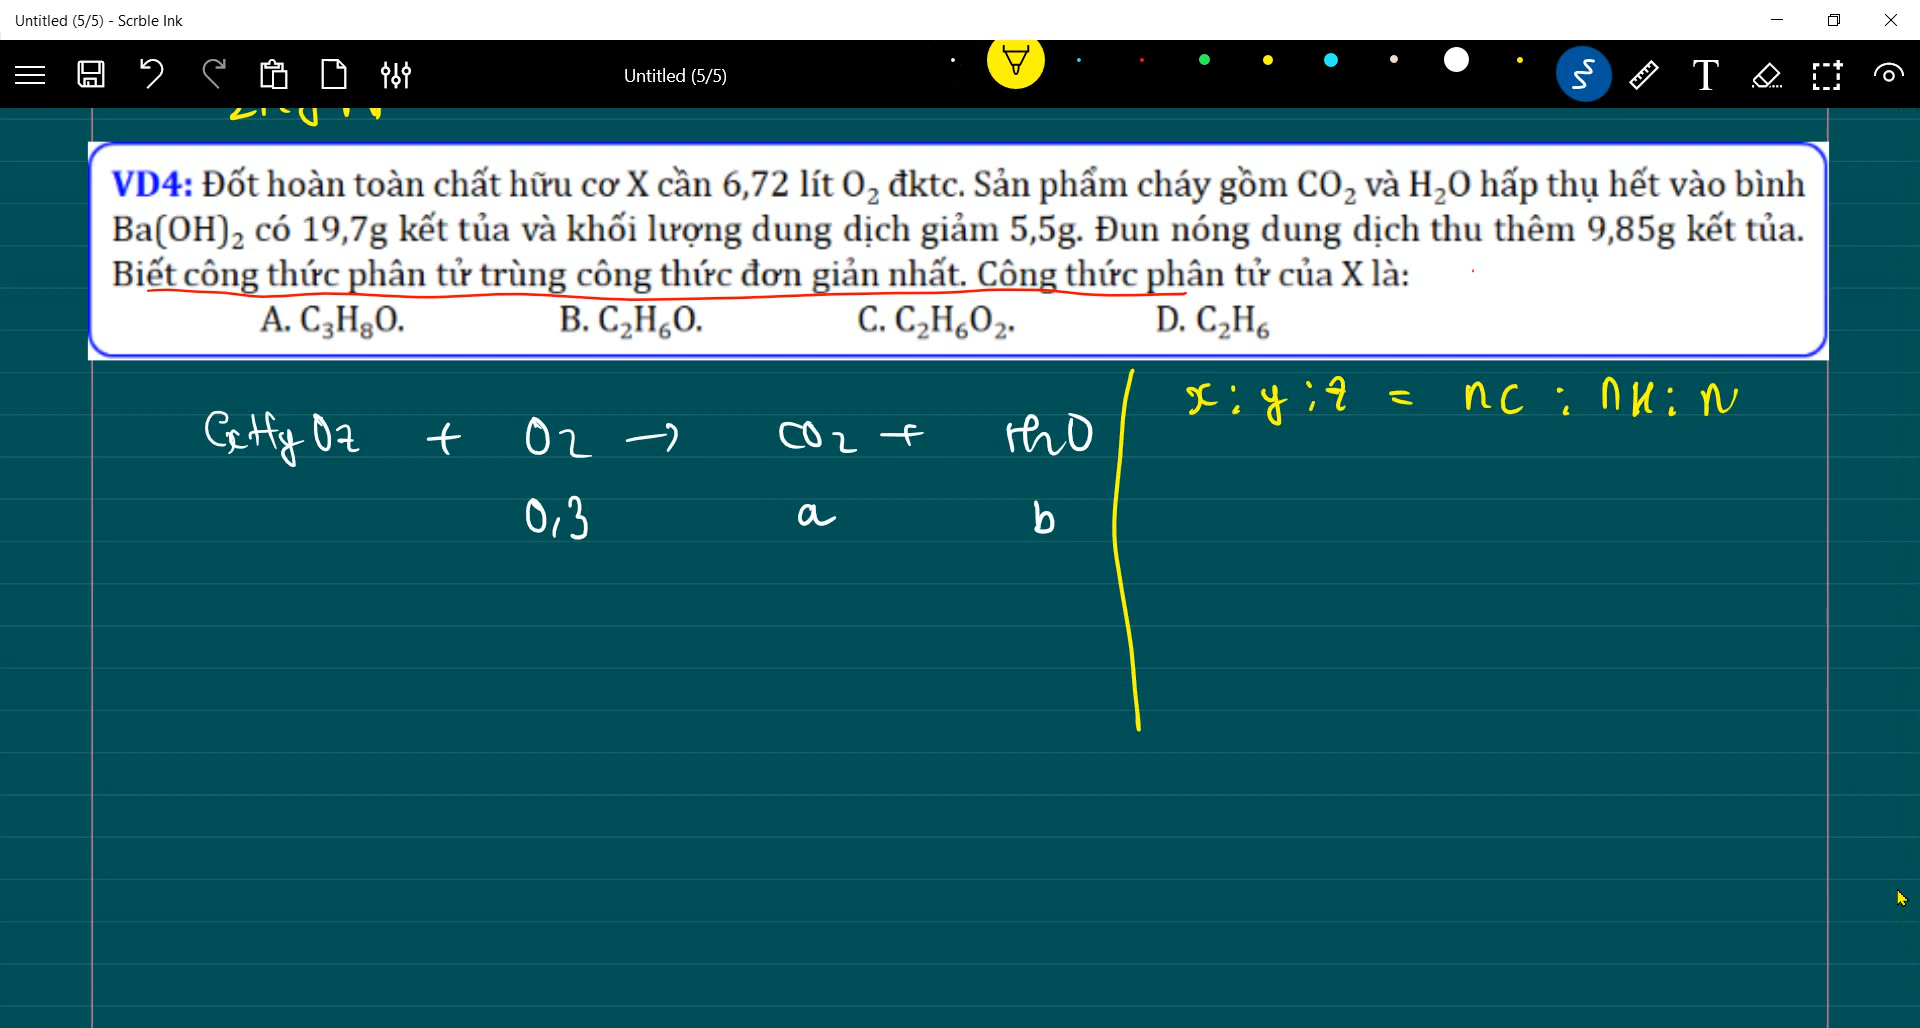 Untitled (5/5) - Scrble Ink
Untitled (5/5)
T
VD4: Đốt hoàn toàn chất hữu cơ X cần 6,72 lít O₂ đktc. Sản phẩm cháy gồm CO₂ và H₂O hấp thụ hết vào bình
Ba(OH)₂ có 19,7g kết tủa và khối lượng dung dịch giảm 5,5g. Đun nóng dung dịch thu thêm 9,85g kết tủa.
Biết công thức phân tử trùng công thức đơn giản nhất. Công thức phân tử của X là:
A. C₃H₈O. B. C₂H₆O. C. C₂H₆O₂. D. C₂H₆
CxHyOz + O2 → CO2 + H2O
0,3 a b
x : y : z = nC : nH : n